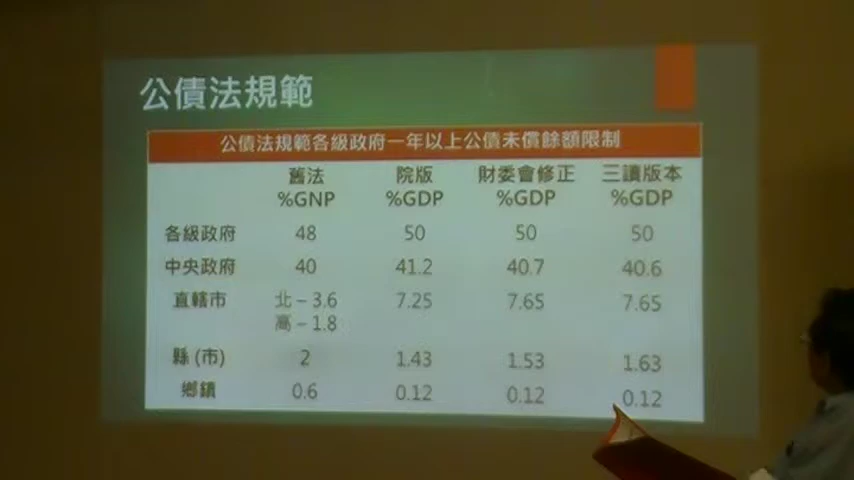 公債法規範
公債法規範各級政府一年以上公債未償餘額限制
舊法 院版 財委會修正 三讀版本
%GNP %GDP %GDP %GDP
各級政府 48 50 50 50
中央政府 40 41.2 40.7 40.6
直轄市 北－3.6 7.25 7.65 7.65
高－1.8
縣(市) 2 1.43 1.53 1.63
鄉鎮 0.6 0.12 0.12 0.12